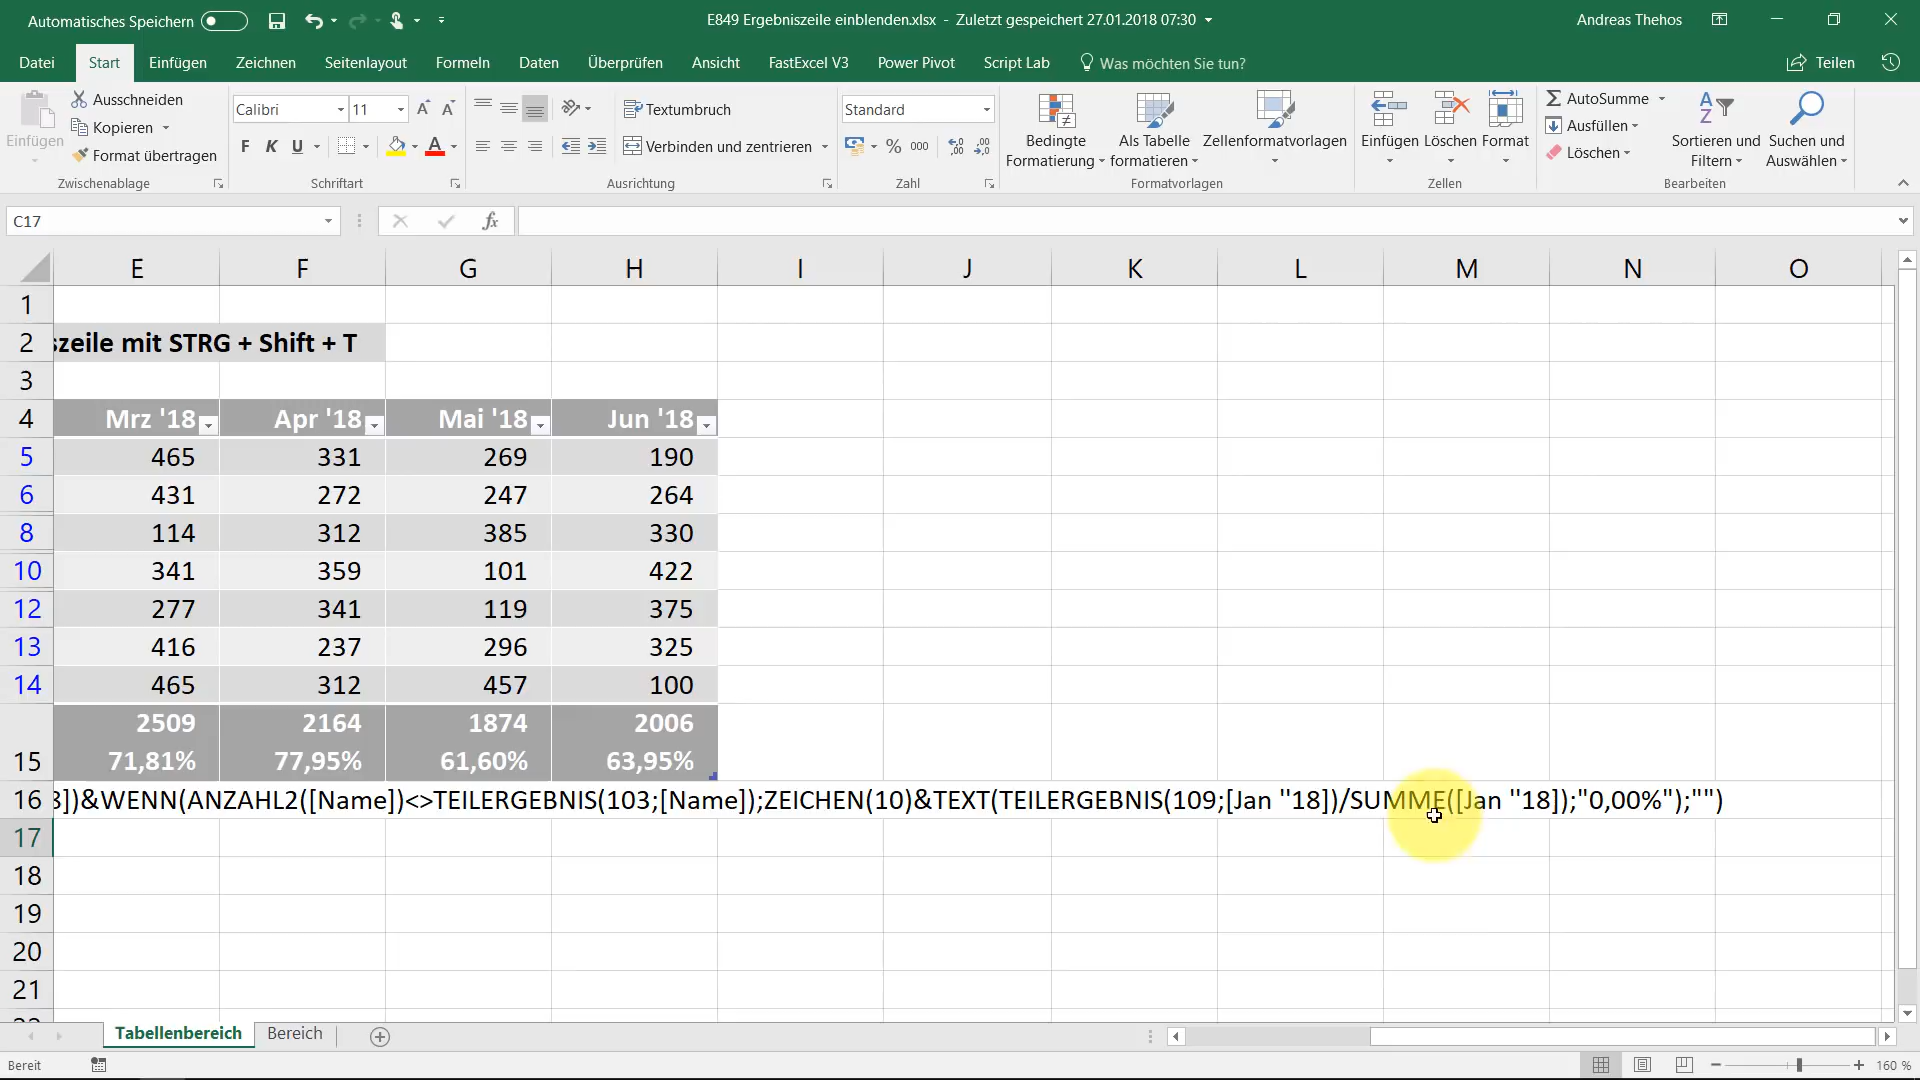 Automatisches Speichern
E849 Ergebniszeile einblenden.xlsx - Zuletzt gespeichert 27.01.2018 07:30
Andreas Thehos
Datei Start Einfügen Zeichnen Seitenlayout Formeln Daten Überprüfen Ansicht FastExcel V3 Power Pivot Script Lab Was möchten Sie tun? Teilen
Einfügen
Ausschneiden
Kopieren
Format übertragen
Zwischenablage
Calibri 11
F K U
Schriftart
Textumbruch
Verbinden und zentrieren
Ausrichtung
Standard
% 000
Zahl
Bedingte Formatierung
Als Tabelle formatieren
Zellenformatvorlagen
Formatvorlagen
Einfügen Löschen Format
Zellen
AutoSumme
Ausfüllen
Löschen
Sortieren und Filtern
Suchen und Auswählen
Bearbeiten
C17 fx
E F G H I J K L M N O
1
2 szeile mit STRG + Shift + T
3
4 Mrz '18 Apr '18 Mai '18 Jun '18
5 465 331 269 190
6 431 272 247 264
8 114 312 385 330
10 341 359 101 422
12 277 341 119 375
13 416 237 296 325
14 465 312 457 100
2509 2164 1874 2006
15 71,81% 77,95% 61,60% 63,95%
16 ])&WENN(ANZAHL2([Name])<>TEILERGEBNIS(103;[Name]);ZEICHEN(10)&TEXT(TEILERGEBNIS(109;[Jan ''18])/SUMME([Jan ''18]);"0,00%");"")
17
18
19
20
21
Tabellenbereich Bereich
Bereit
160 %